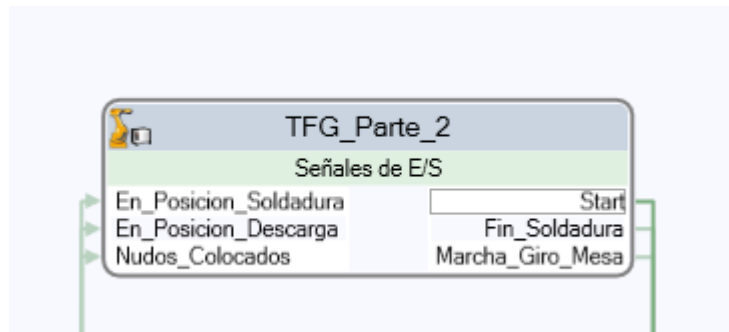 TFG_Parte_2
Señales de E/S
En_Posicion_Soldadura Start
En_Posicion_Descarga Fin_Soldadura
Nudos_Colocados Marcha_Giro_Mesa